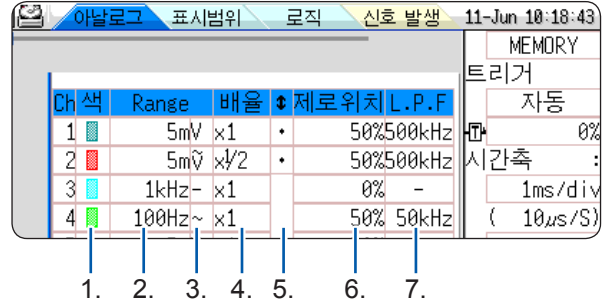 아날로그 표시범위 로직 신호 발생 11-Jun 10:18:43
MEMORY
트리거
자동
T 0%
시간축 :
1ms/div
( 10µs/S)
Ch 색 Range 배율 ↕ 제로위치 L.P.F
1 5mV x1 • 50% 500kHz
2 5mṼ x1/2 • 50% 500kHz
3 1kHz- x1 0% -
4 100Hz~ x1 50% 50kHz
1. 2. 3. 4. 5. 6. 7.